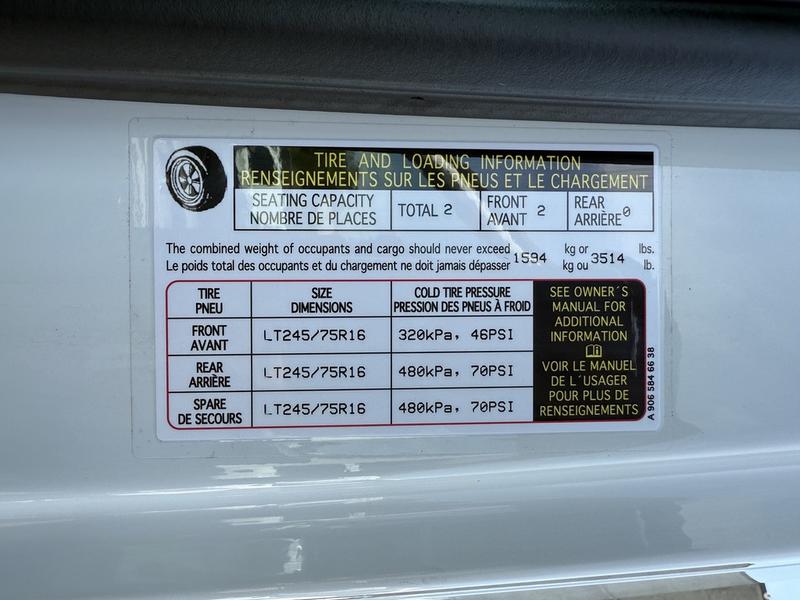 TIRE AND LOADING INFORMATION
RENSEIGNEMENTS SUR LES PNEUS ET LE CHARGEMENT
SEATING CAPACITY
NOMBRE DE PLACES
TOTAL 2
FRONT
AVANT 2
REAR
ARRIÈRE 0
The combined weight of occupants and cargo should never exceed 1594 kg or 3514 lbs.
Le poids total des occupants et du chargement ne doit jamais dépasser kg ou lb.
TIRE
PNEU
SIZE
DIMENSIONS
COLD TIRE PRESSURE
PRESSION DES PNEUS À FROID
FRONT
AVANT
LT245/75R16
320kPa, 46PSI
REAR
ARRIÈRE
LT245/75R16
480kPa, 70PSI
SPARE
DE SECOURS
LT245/75R16
480kPa, 70PSI
SEE OWNER´S
MANUAL FOR
ADDITIONAL
INFORMATION
VOIR LE MANUEL
DE L´USAGER
POUR PLUS DE
RENSEIGNEMENTS
A 906 584 66 38